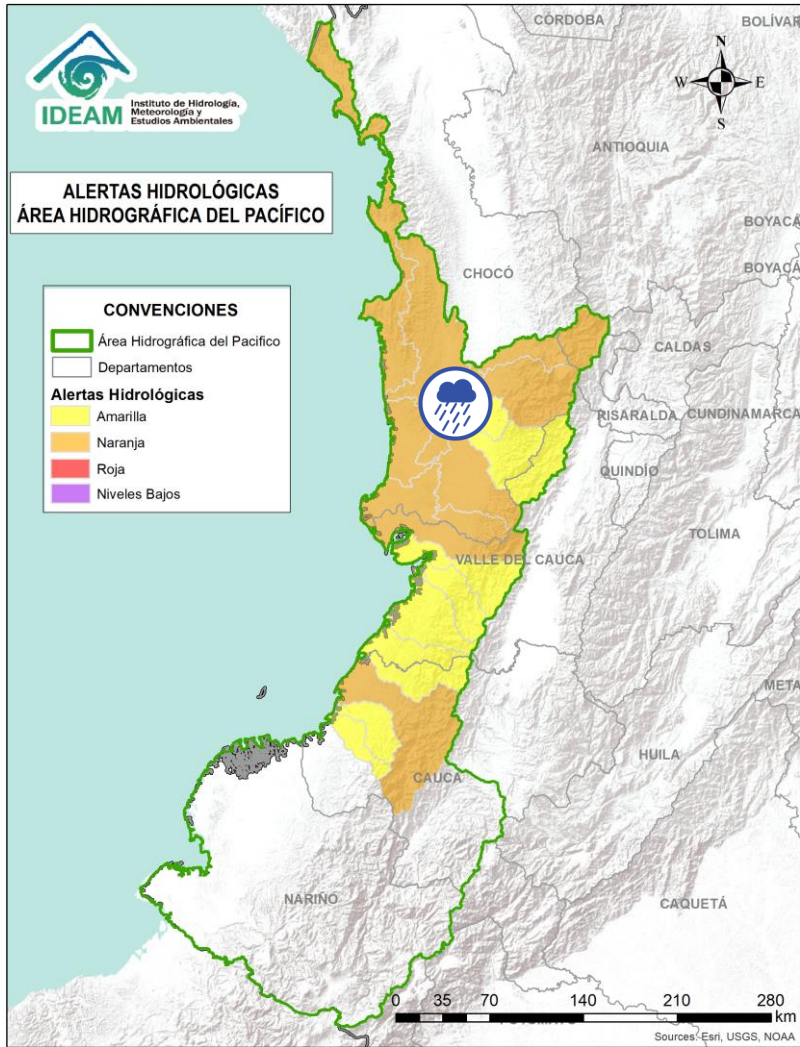 IDEAM
Instituto de Hidrología,
Meteorología y
Estudios Ambientales
ALERTAS HIDROLÓGICAS
ÁREA HIDROGRÁFICA DEL PACÍFICO
CONVENCIONES
Área Hidrográfica del Pacifico
Departamentos
Alertas Hidrológicas
Amarilla
Naranja
Roja
Niveles Bajos
CÓRDOBA
BOLÍVAR
N
W
E
S
ANTIOQUIA
BOYACÁ
CHOCÓ
BOYACÁ
CALDAS
RISARALDA
CUNDINAMARCA
QUINDÍO
TOLIMA
VALLE DEL CAUCA
META
HUILA
CAUCA
NARIÑO
CAQUETÁ
0 35 70 140 210 280
km
Sources: Esri, USGS, NOAA